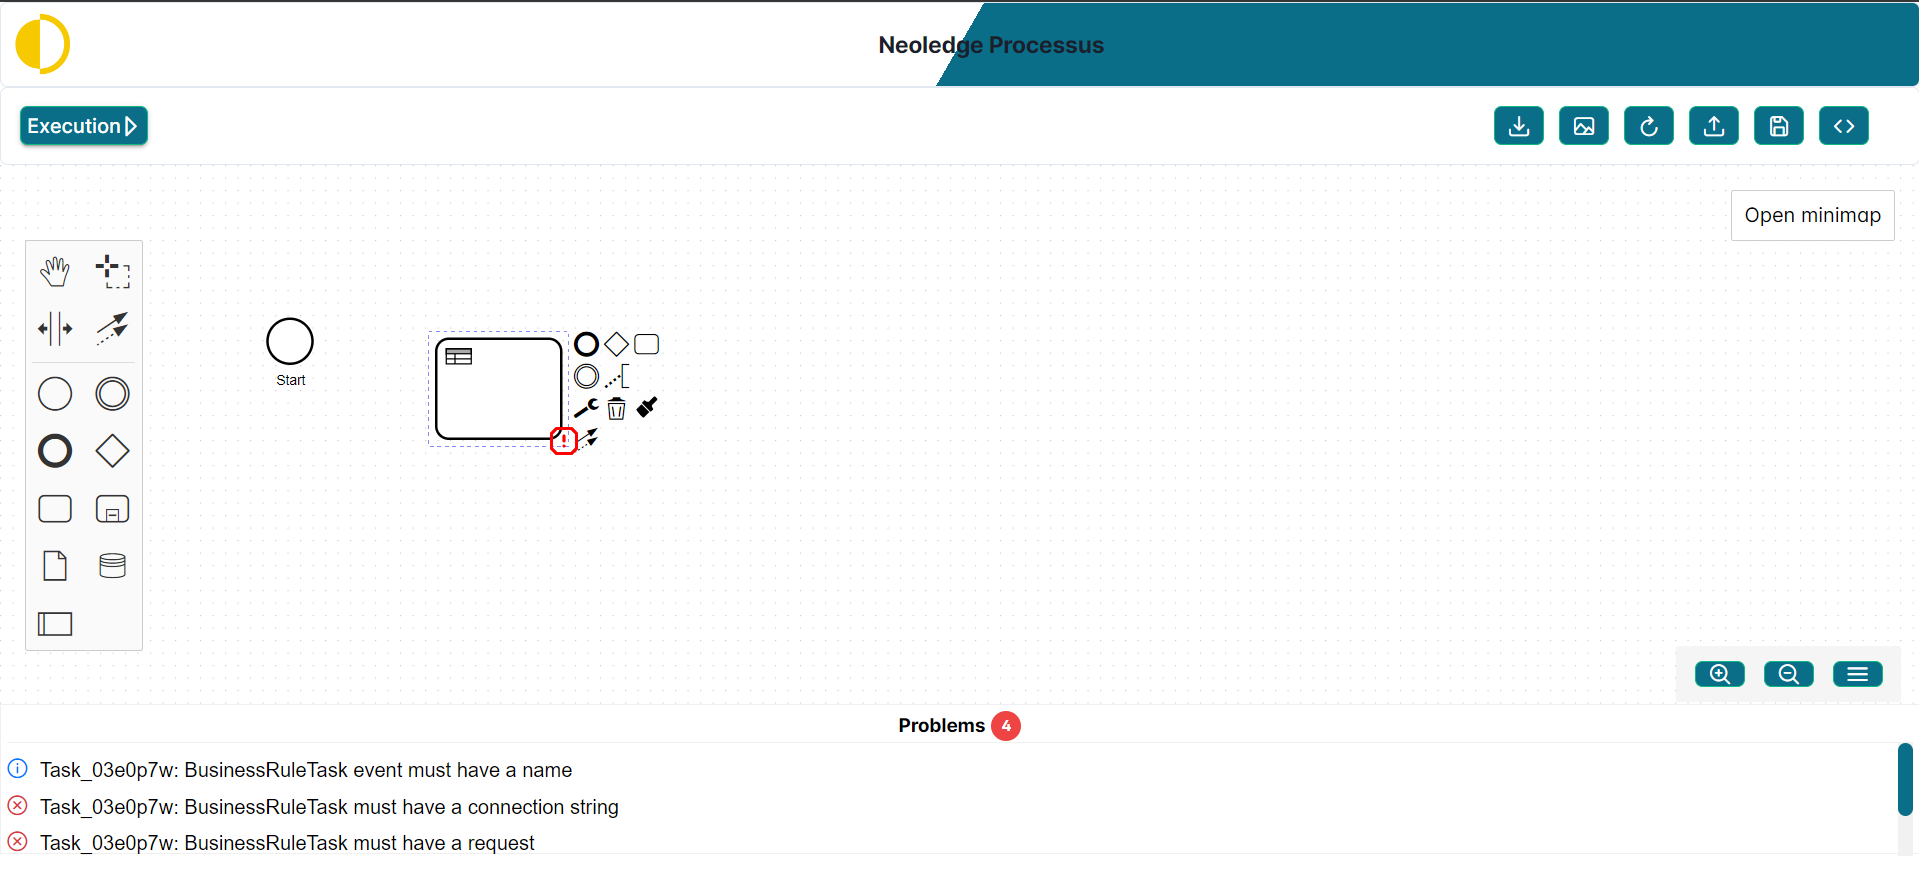 Neoledge Processus
Execution
Open minimap
Start
Problems 4
Task_03e0p7w: BusinessRuleTask event must have a name
Task_03e0p7w: BusinessRuleTask must have a connection string
Task_03e0p7w: BusinessRuleTask must have a request